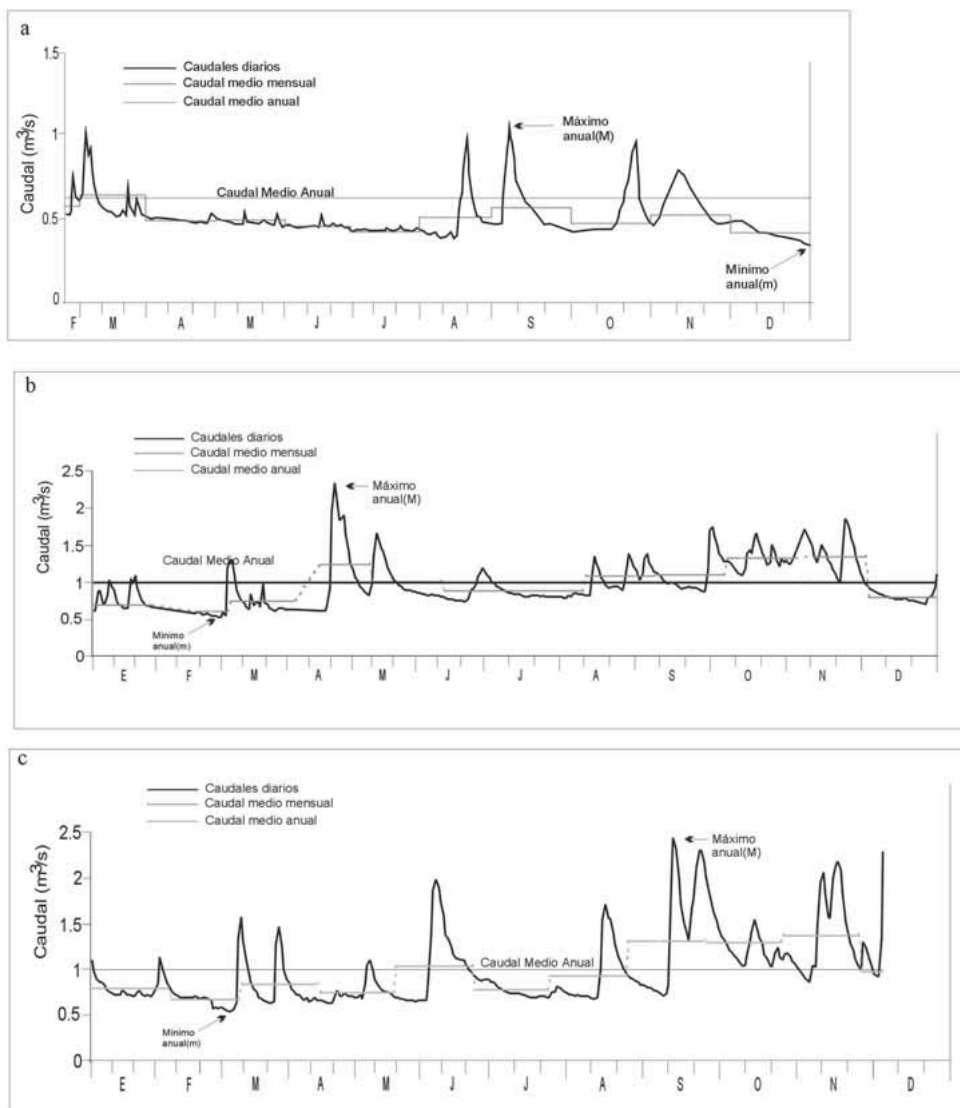 a
1.5
Caudales diarios
Caudal medio mensual
Caudal medio anual
Máximo
anual(M)
1
Caudal (m³/s)
Caudal Medio Anual
0.5
Mínimo
anual(m)
0
F M A M J J A S O N D
b
Caudales diarios
Caudal medio mensual
Caudal medio anual
2.5
Máximo
anual(M)
2
Caudal (m³/s)
1.5
Caudal Medio Anual
1
0.5
Mínimo
anual(m)
0
E F M A M J J A S O N D
c
Caudales diarios
Caudal medio mensual
Caudal medio anual
2.5
Máximo
anual(M)
2
Caudal (m³/s)
1.5
Caudal Medio Anual
1
0.5
Mínimo
anual(m)
0
E F M A M J J A S O N D